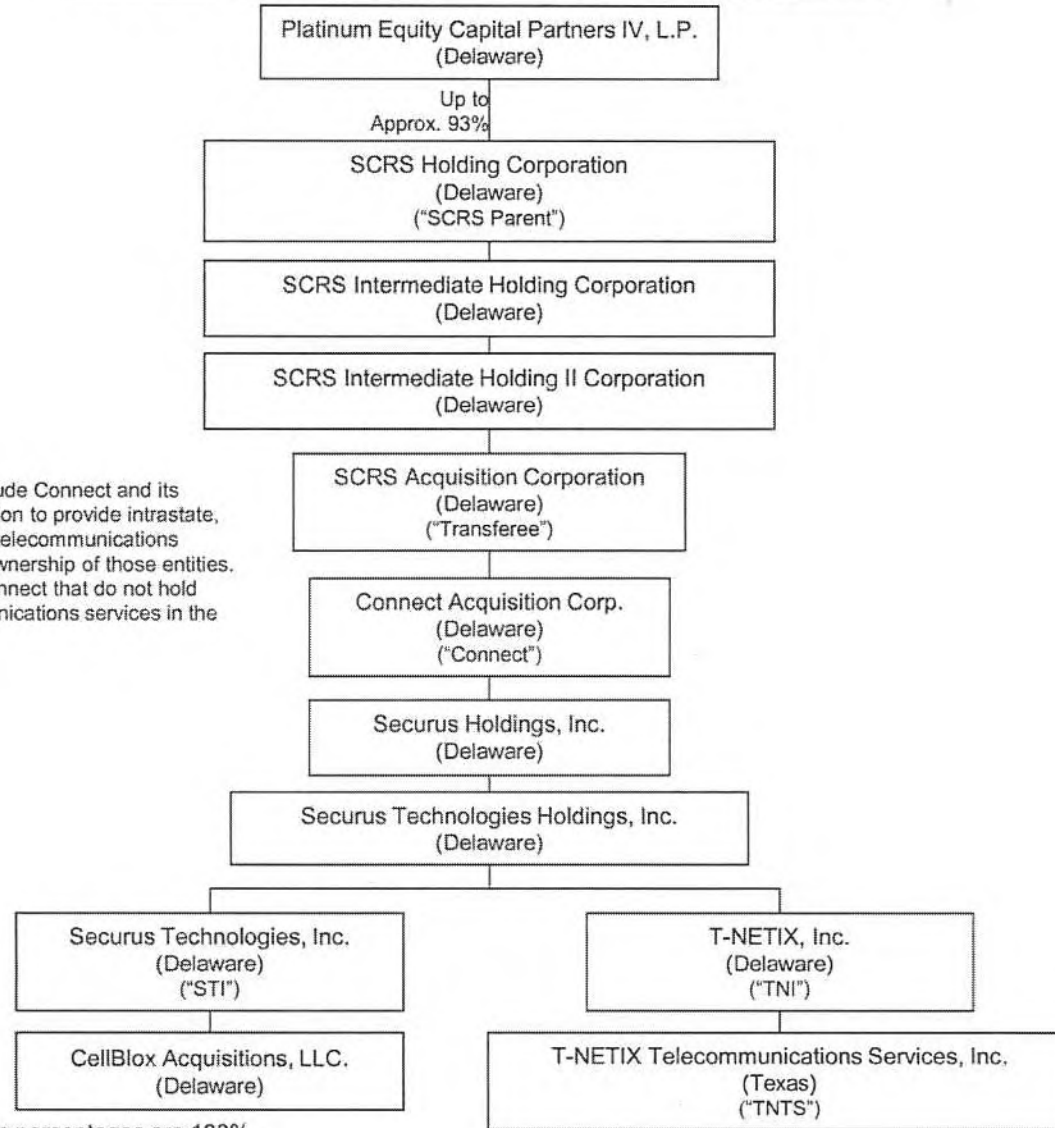 Platinum Equity Capital Partners IV, L.P.
(Delaware)
Up to
Approx. 93%
SCRS Holding Corporation
(Delaware)
("SCRS Parent")
SCRS Intermediate Holding Corporation
(Delaware)
SCRS Intermediate Holding II Corporation
(Delaware)
ude Connect and its
on to provide intrastate,
elecommunications
wnership of those entities.
nnect that do not hold
nications services in the
SCRS Acquisition Corporation
(Delaware)
("Transferee")
Connect Acquisition Corp.
(Delaware)
("Connect")
Securus Holdings, Inc.
(Delaware)
Securus Technologies Holdings, Inc.
(Delaware)
Securus Technologies, Inc.
(Delaware)
("STI")
T-NETIX, Inc.
(Delaware)
("TNI")
CellBlox Acquisitions, LLC.
(Delaware)
T-NETIX Telecommunications Services, Inc.
(Texas)
("TNTS")
percentages are 100%